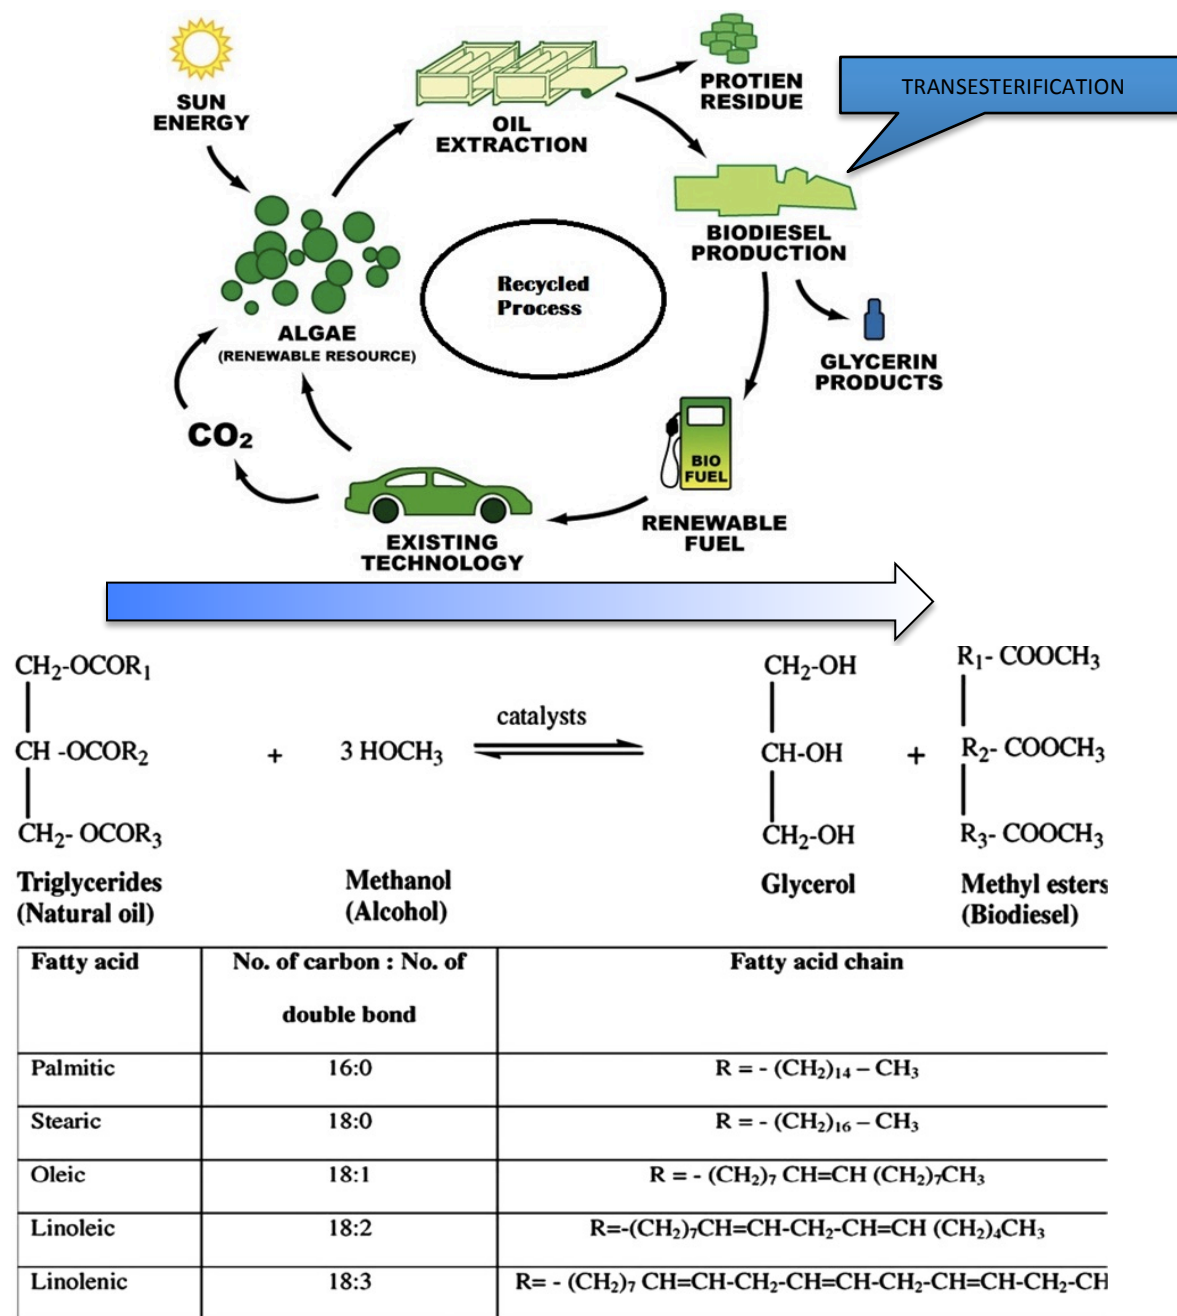 SUN
ENERGY
OIL
EXTRACTION
PROTIEN
RESIDUE
TRANSESTERIFICATION
BIODIESEL
PRODUCTION
Recycled
Process
ALGAE
(RENEWABLE RESOURCE)
GLYCERIN
PRODUCTS
CO₂
BIO
FUEL
RENEWABLE
FUEL
EXISTING
TECHNOLOGY
CH₂-OCOR₁
CH₂-OH
R₁- COOCH₃
catalysts
CH -OCOR₂ + 3 HOCH₃ CH-OH + R₂- COOCH₃
CH₂- OCOR₃
CH₂-OH
R₃- COOCH₃
Triglycerides
(Natural oil)
Methanol
(Alcohol)
Glycerol
Methyl esters
(Biodiesel)
Fatty acid
No. of carbon : No. of
double bond
Fatty acid chain
Palmitic 16:0 R = - (CH₂)₁₄ – CH₃
Stearic 18:0 R = - (CH₂)₁₆ – CH₃
Oleic 18:1 R = - (CH₂)₇ CH=CH (CH₂)₇CH₃
Linoleic 18:2 R=-(CH₂)₇CH=CH-CH₂-CH=CH (CH₂)₄CH₃
Linolenic 18:3 R= - (CH₂)₇ CH=CH-CH₂-CH=CH-CH₂-CH=CH-CH₂-CH